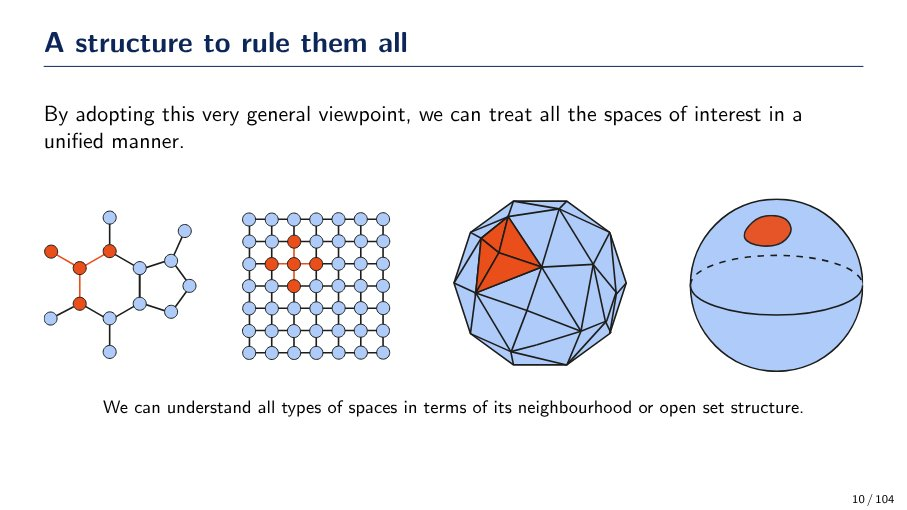 A structure to rule them all
By adopting this very general viewpoint, we can treat all the spaces of interest in a
unified manner.
We can understand all types of spaces in terms of its neighbourhood or open set structure.
10 / 104